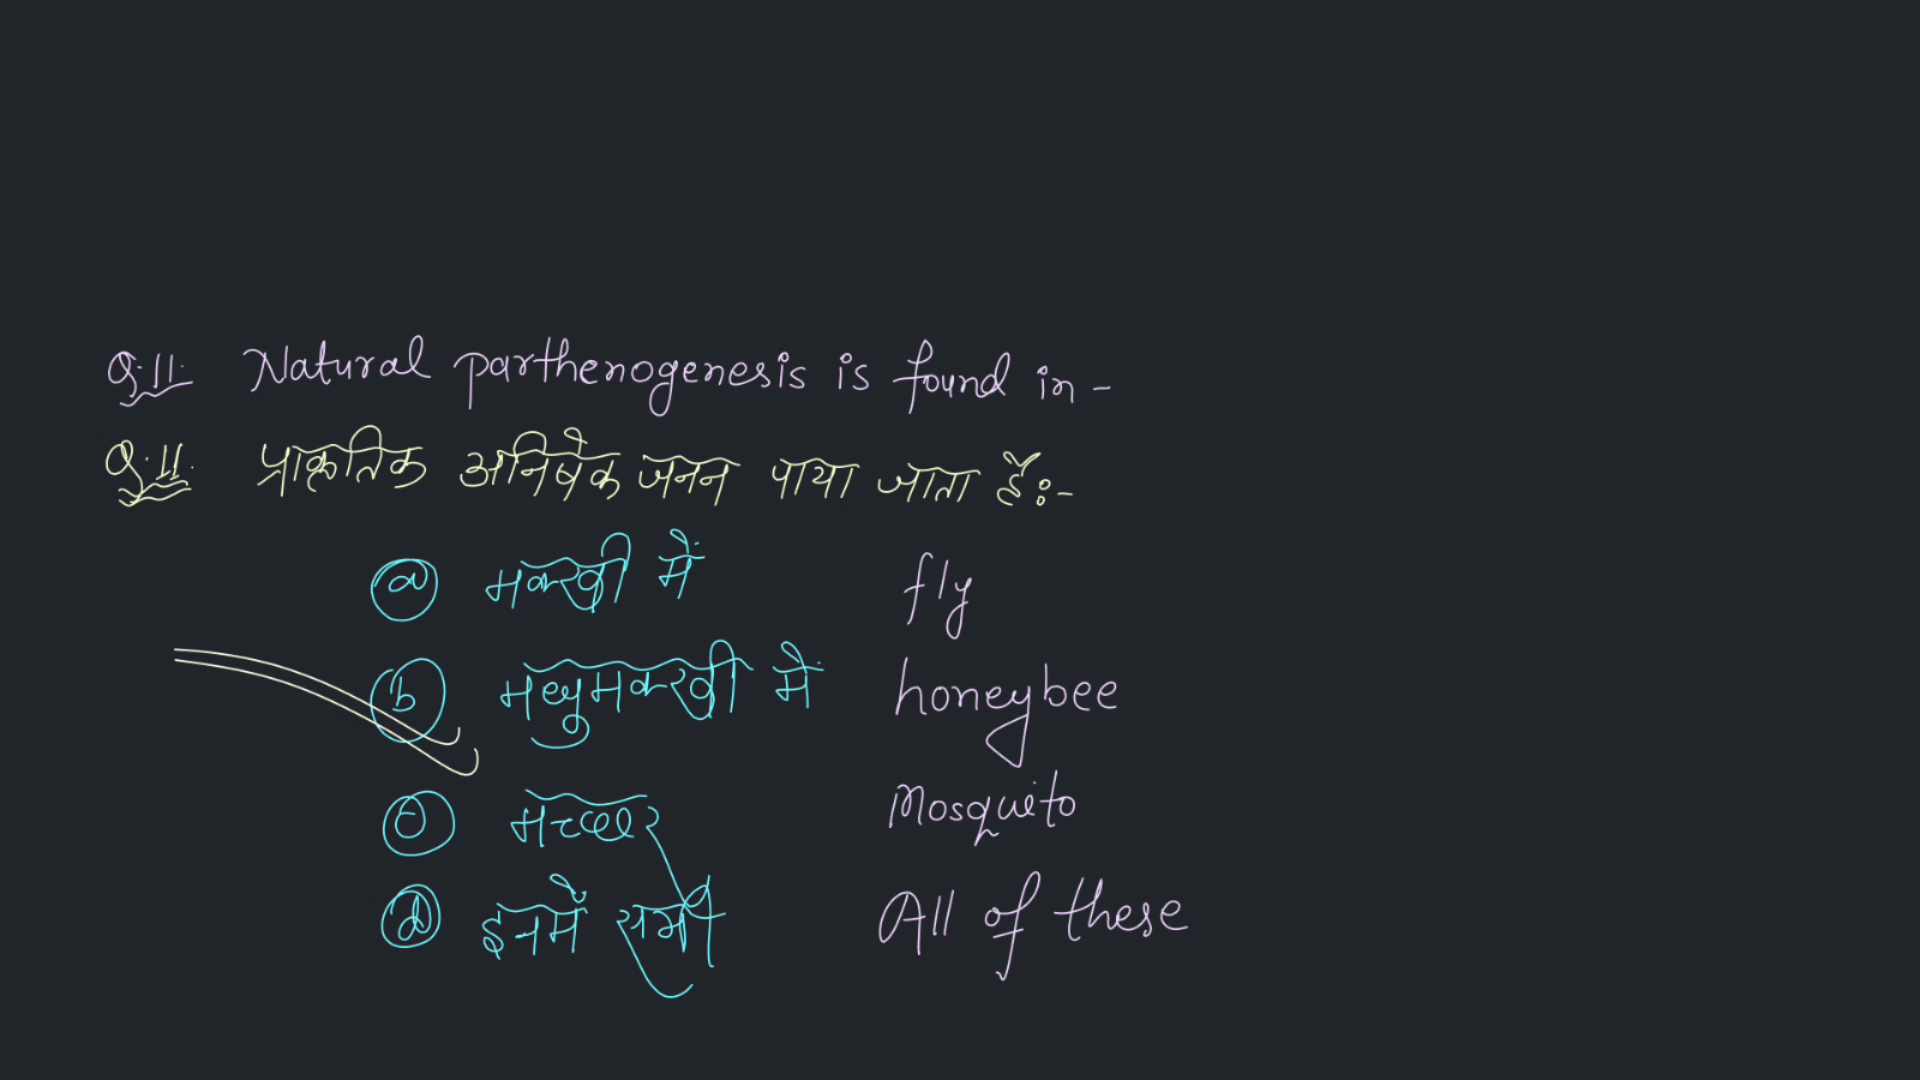 Q.11. Natural parthenogenesis is found in -
Q.11. प्राकृतिक अनिषेक जनन पाया जाता है:-
(a) मक्खी में fly
(b) मधुमक्खी में honeybee
(c) मच्छर Mosquito
(d) इनमें सभी All of these